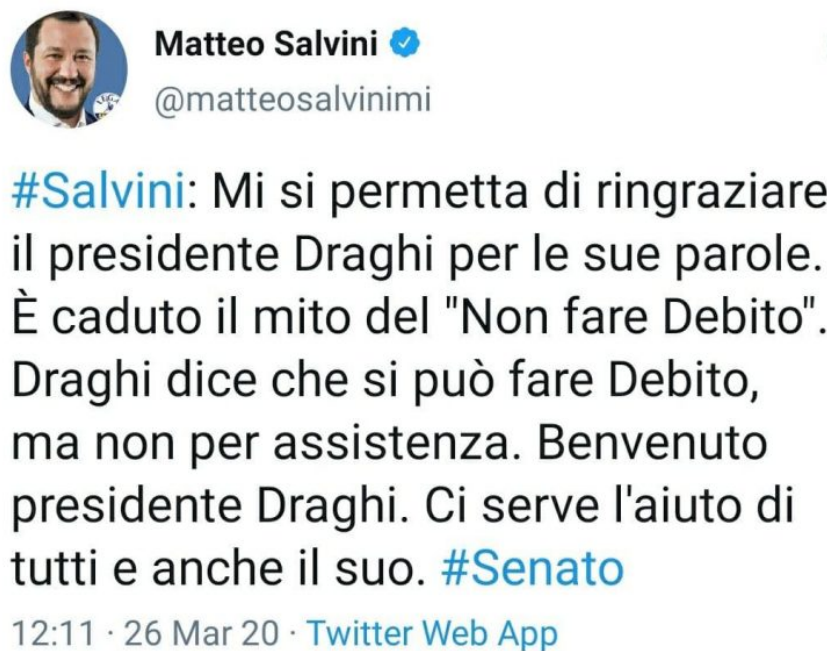 Matteo Salvini
@matteosalvinimi
#Salvini: Mi si permetta di ringraziare
il presidente Draghi per le sue parole.
È caduto il mito del "Non fare Debito".
Draghi dice che si può fare Debito,
ma non per assistenza. Benvenuto
presidente Draghi. Ci serve l'aiuto di
tutti e anche il suo. #Senato
12:11 · 26 Mar 20 · Twitter Web App